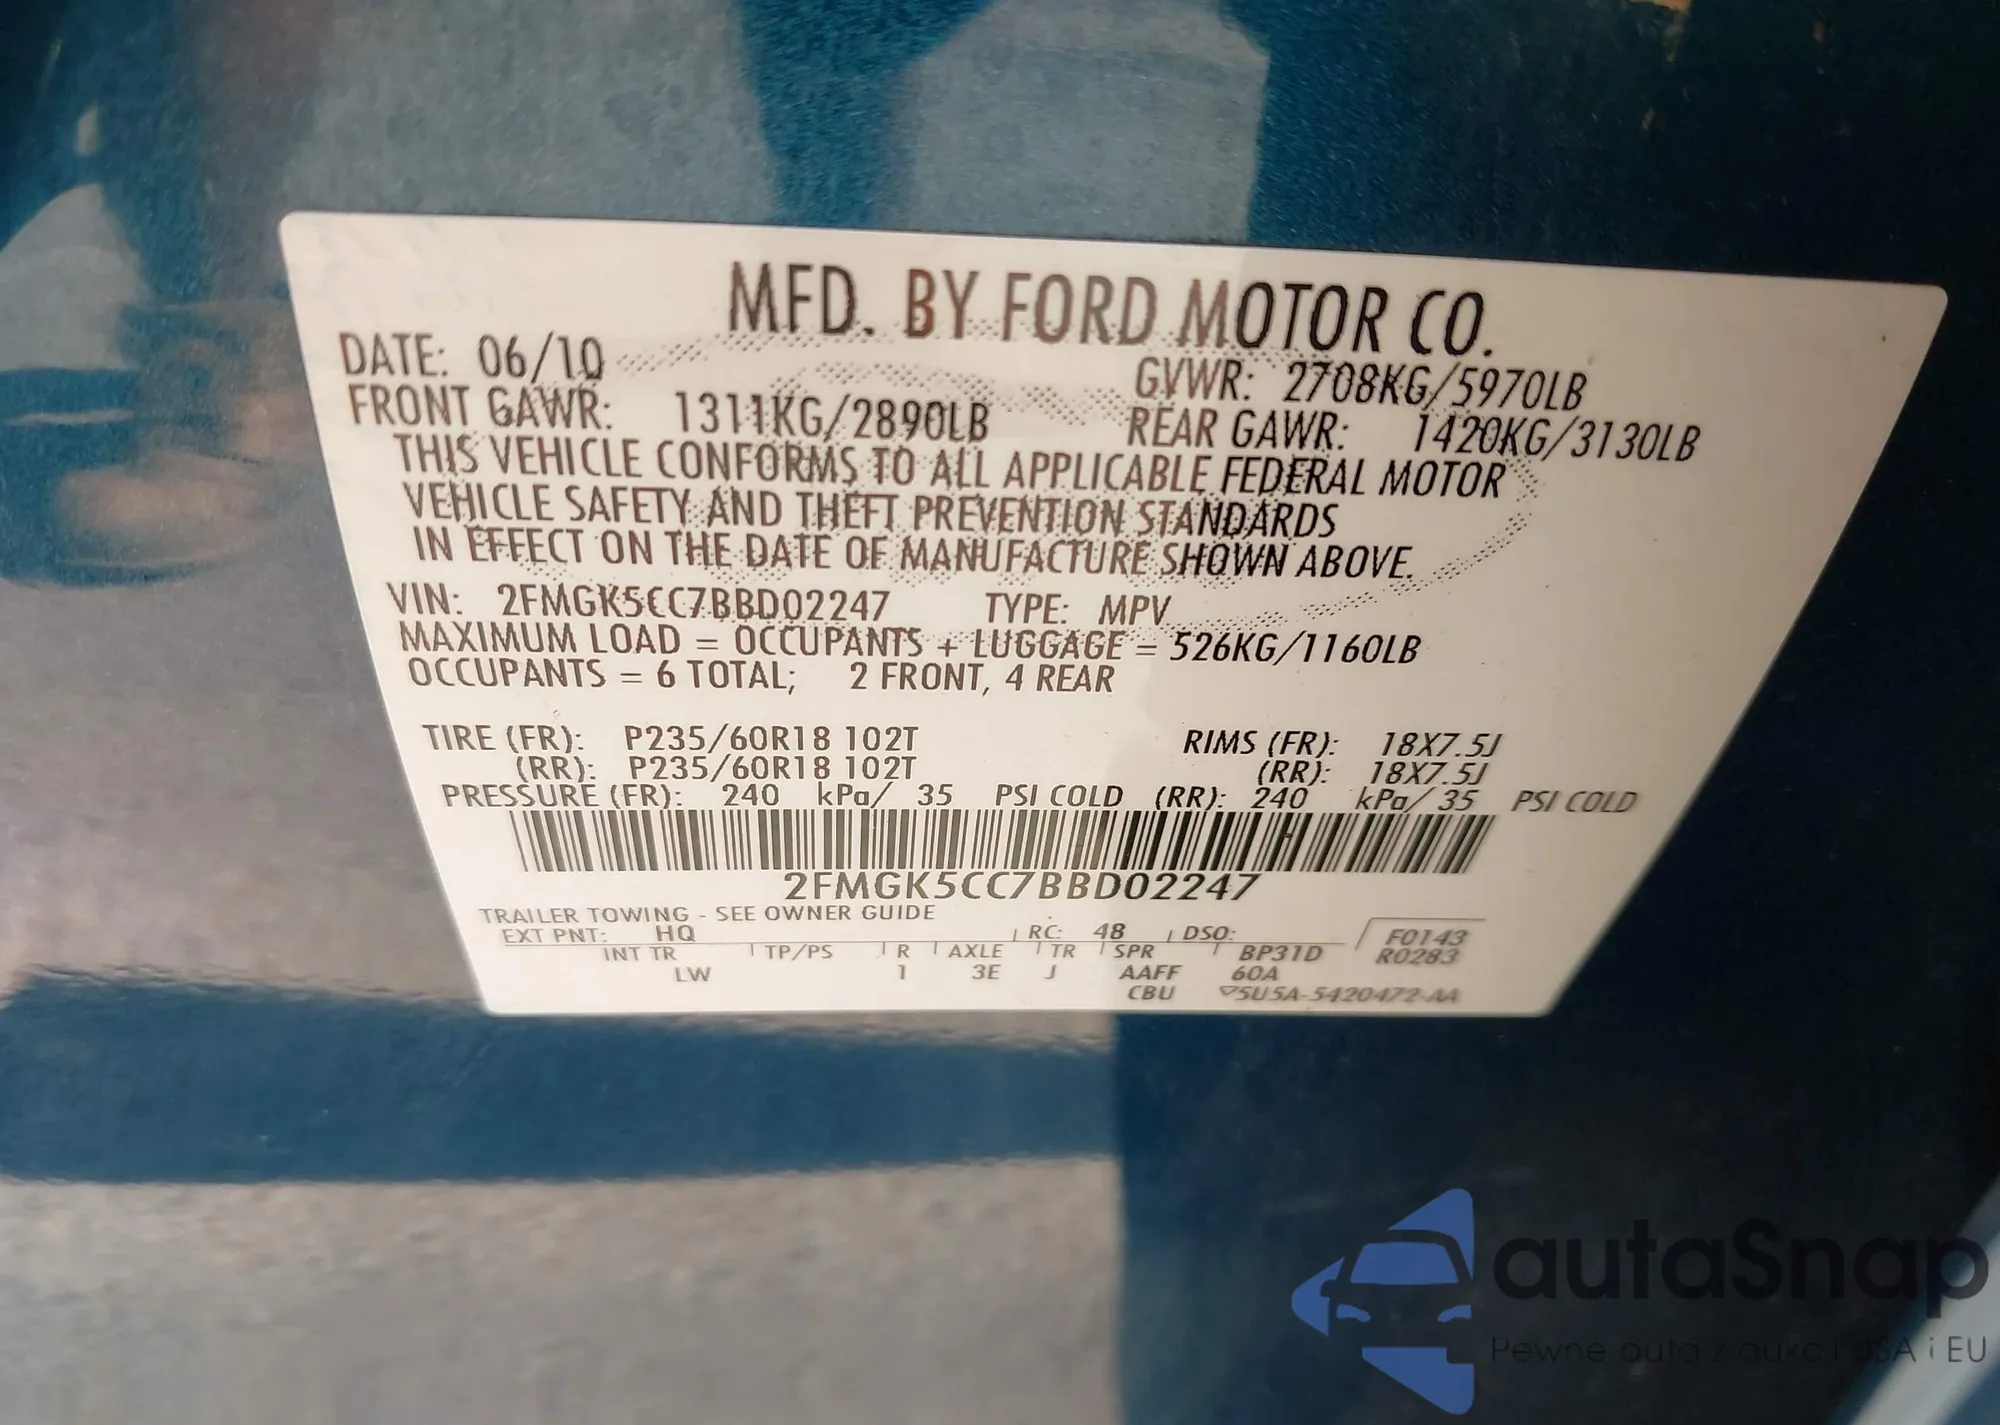 MFD. BY FORD MOTOR CO.
DATE: 06/10 GVWR: 2708KG/5970LB
FRONT GAWR: 1311KG/2890LB REAR GAWR: 1420KG/3130LB
THIS VEHICLE CONFORMS TO ALL APPLICABLE FEDERAL MOTOR
VEHICLE SAFETY AND THEFT PREVENTION STANDARDS
IN EFFECT ON THE DATE OF MANUFACTURE SHOWN ABOVE.
VIN: 2FMGK5CC7BBD02247 TYPE: MPV
MAXIMUM LOAD = OCCUPANTS + LUGGAGE = 526KG/1160LB
OCCUPANTS = 6 TOTAL; 2 FRONT, 4 REAR
TIRE (FR): P235/60R18 102T RIMS (FR): 18X7.5J
(RR): P235/60R18 102T (RR): 18X7.5J
PRESSURE (FR): 240 kPa/ 35 PSI COLD (RR): 240 kPa/ 35 PSI COLD
2FMGK5CC7BBD02247
TRAILER TOWING - SEE OWNER GUIDE
EXT PNT: HQ RC: 48 DSO: F0143
INT TR TP/PS R AXLE TR SPR BP31D R0283
LW 1 3E J AAFF 60A
CBU 5U5A-5420472-AA
autaSnap
Pewne auta z aukcji USA i EU